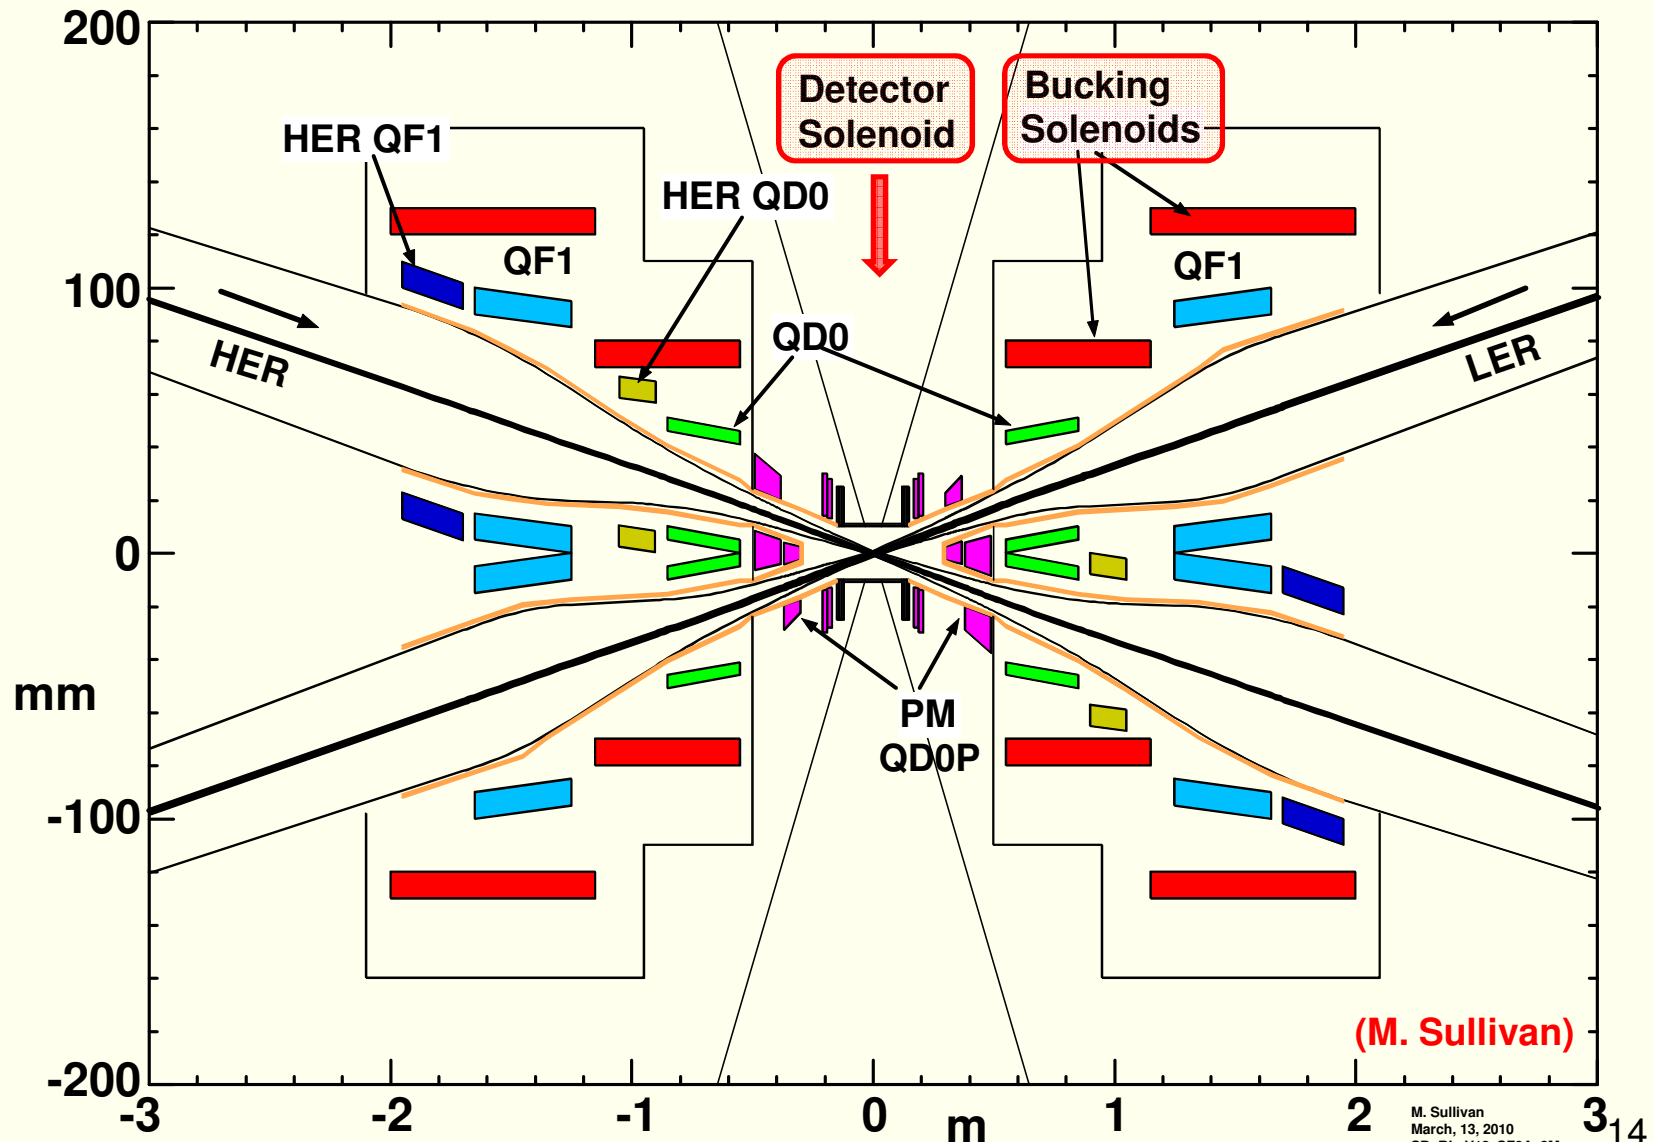 200
Detector
Solenoid
Bucking
Solenoids
HER QF1
HER QD0
QF1
QF1
100
QD0
HER
LER
0
mm
PM
QD0P
-100
(M. Sullivan)
-200
-3
-2
-1
0
m
1
2
3
M. Sullivan
March, 13, 2010
14